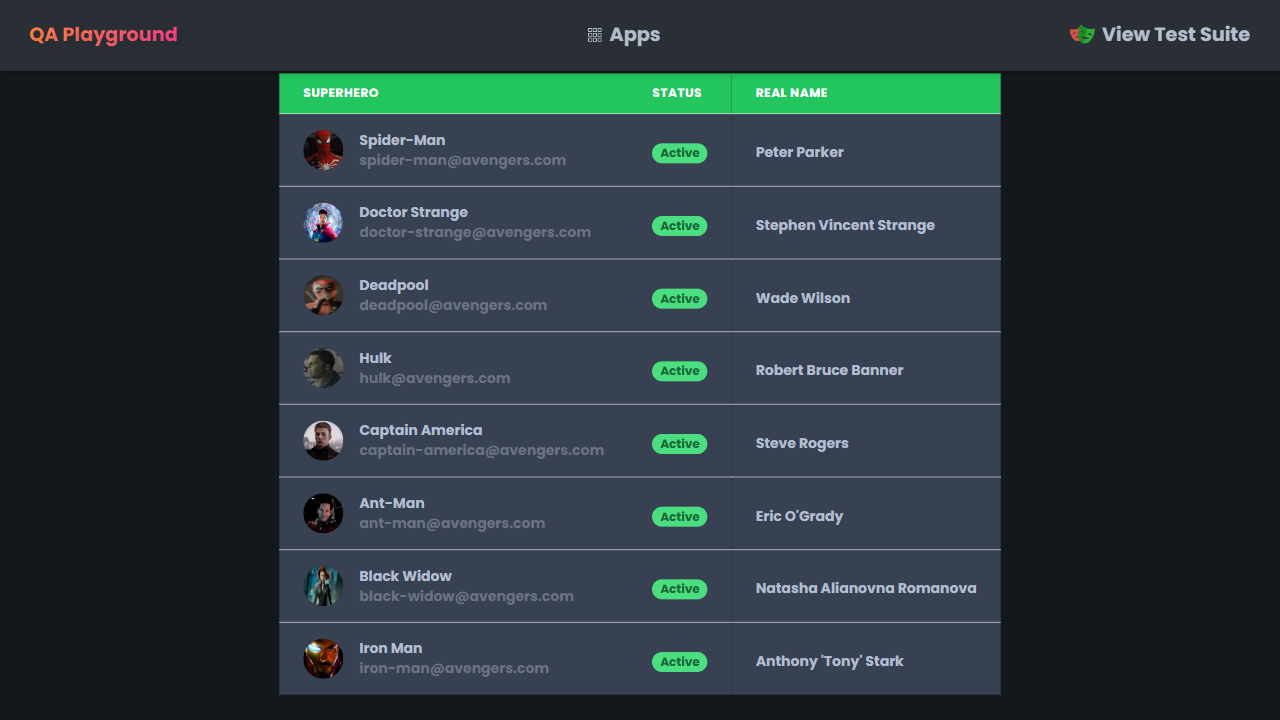 QA Playground
Apps
View Test Suite
SUPERHERO STATUS REAL NAME
Spider-Man
spider-man@avengers.com
Active
Peter Parker
Doctor Strange
doctor-strange@avengers.com
Active
Stephen Vincent Strange
Deadpool
deadpool@avengers.com
Active
Wade Wilson
Hulk
hulk@avengers.com
Active
Robert Bruce Banner
Captain America
captain-america@avengers.com
Active
Steve Rogers
Ant-Man
ant-man@avengers.com
Active
Eric O'Grady
Black Widow
black-widow@avengers.com
Active
Natasha Alianovna Romanova
Iron Man
iron-man@avengers.com
Active
Anthony 'Tony' Stark